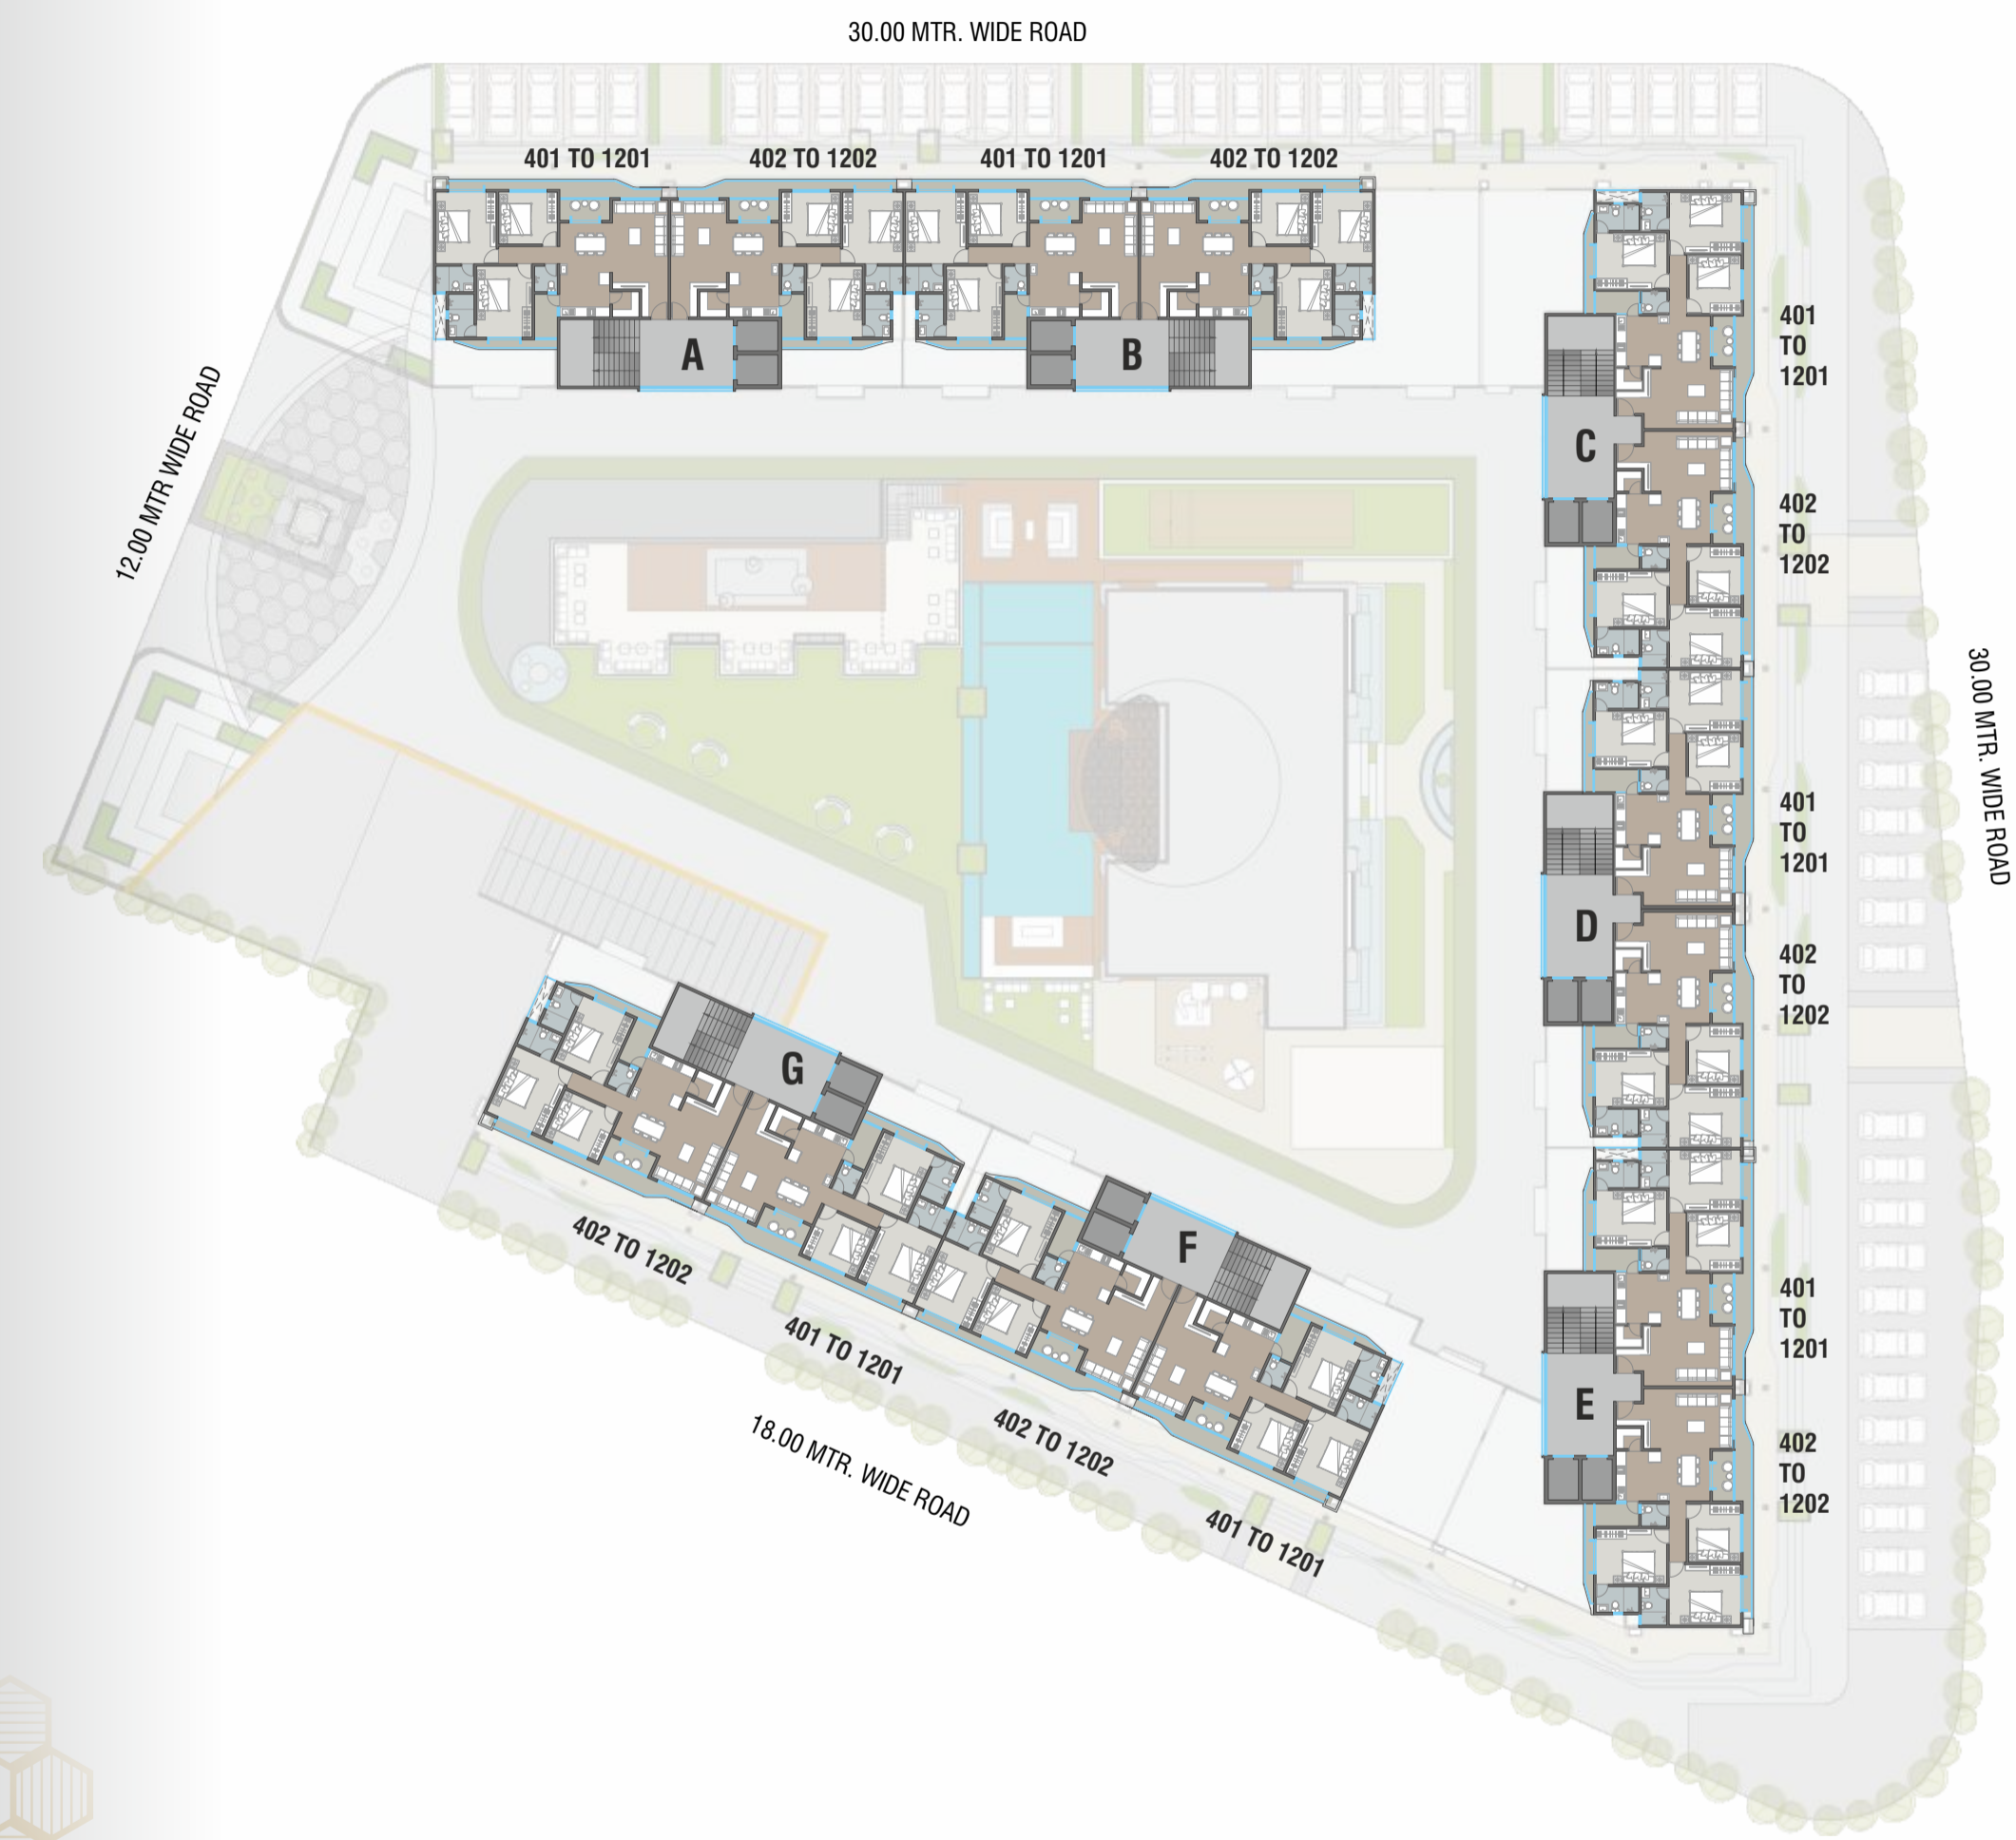 30.00 MTR. WIDE ROAD
401 TO 1201
402 TO 1202
401 TO 1201
402 TO 1202
A
B
12.00 MTR WIDE ROAD
C
401
TO
1201
402
TO
1202
30.00 MTR. WIDE ROAD
D
401
TO
1201
402
TO
1202
E
401
TO
1201
402
TO
1202
G
F
402 TO 1202
401 TO 1201
402 TO 1202
401 TO 1201
18.00 MTR. WIDE ROAD